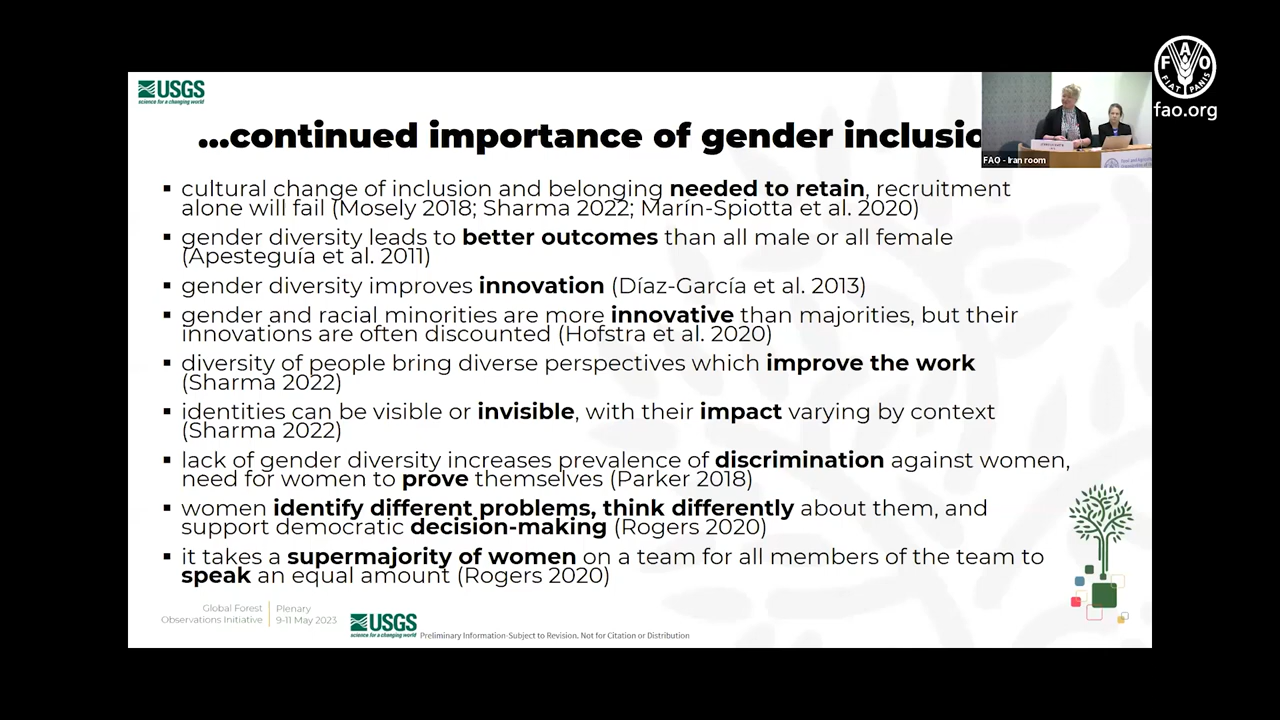 USGS
science for a changing world
FAO
FIAT PANIS
fao.org
...continued importance of gender inclusio
FAO - Iran room
▪ cultural change of inclusion and belonging needed to retain, recruitment
alone will fail (Mosely 2018; Sharma 2022; Marín-Spiotta et al. 2020)
▪ gender diversity leads to better outcomes than all male or all female
(Apesteguía et al. 2011)
▪ gender diversity improves innovation (Díaz-García et al. 2013)
▪ gender and racial minorities are more innovative than majorities, but their
innovations are often discounted (Hofstra et al. 2020)
▪ diversity of people bring diverse perspectives which improve the work
(Sharma 2022)
▪ identities can be visible or invisible, with their impact varying by context
(Sharma 2022)
▪ lack of gender diversity increases prevalence of discrimination against women,
need for women to prove themselves (Parker 2018)
▪ women identify different problems, think differently about them, and
support democratic decision-making (Rogers 2020)
▪ it takes a supermajority of women on a team for all members of the team to
speak an equal amount (Rogers 2020)
Global Forest
Observations Initiative
Plenary
9-11 May 2023
USGS
science for a changing world
Preliminary Information-Subject to Revision. Not for Citation or Distribution